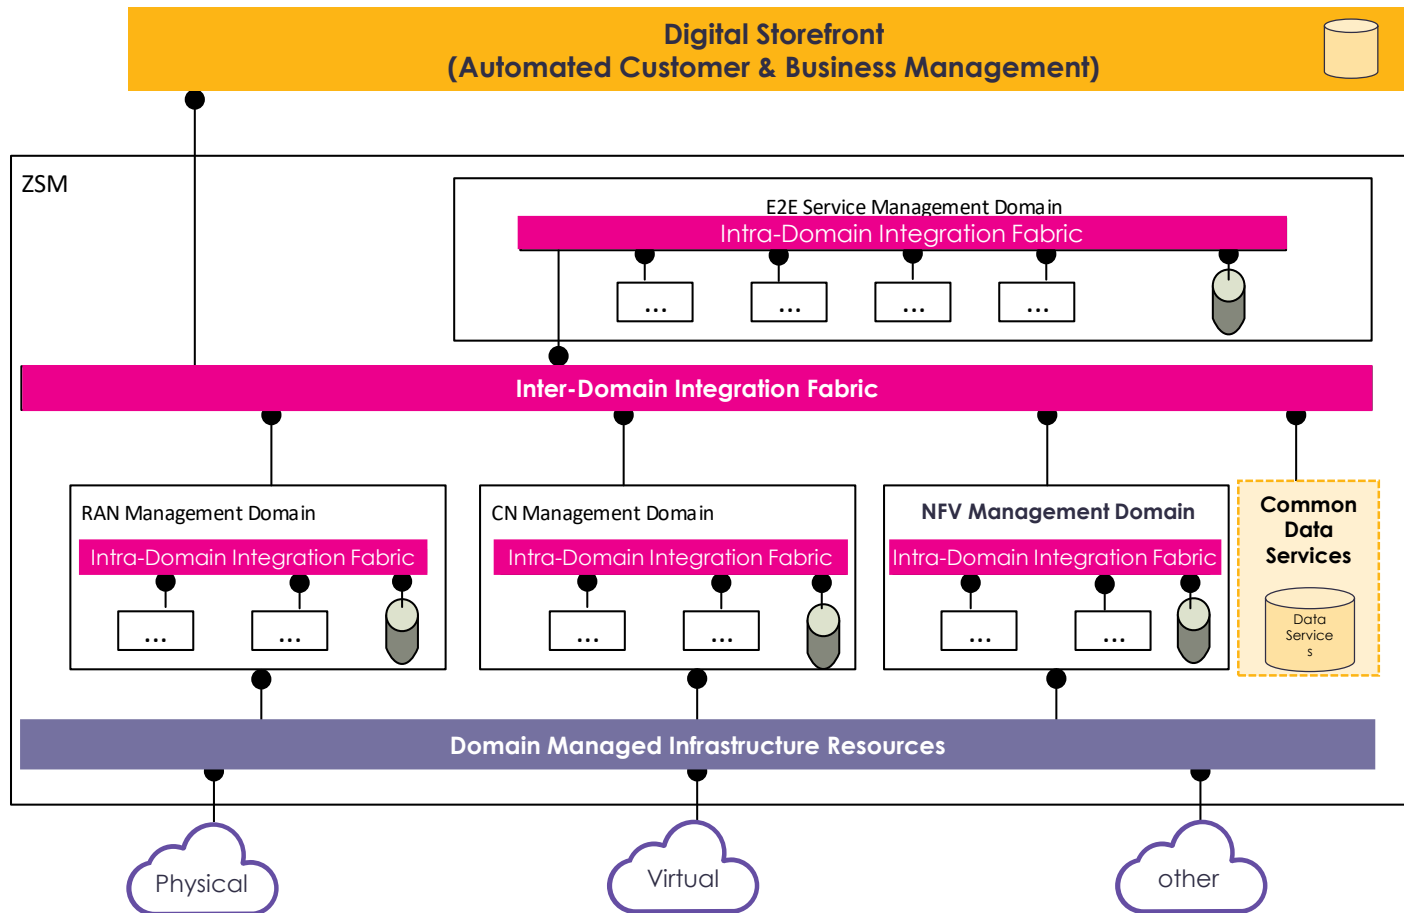 Digital Storefront
(Automated Customer & Business Management)
ZSM
E2E Service Management Domain
Intra-Domain Integration Fabric
...
...
...
...
Inter-Domain Integration Fabric
RAN Management Domain
Intra-Domain Integration Fabric
...
...
CN Management Domain
Intra-Domain Integration Fabric
...
...
NFV Management Domain
Intra-Domain Integration Fabric
...
...
Common
Data
Services
Data
Service
s
Domain Managed Infrastructure Resources
Physical
Virtual
other